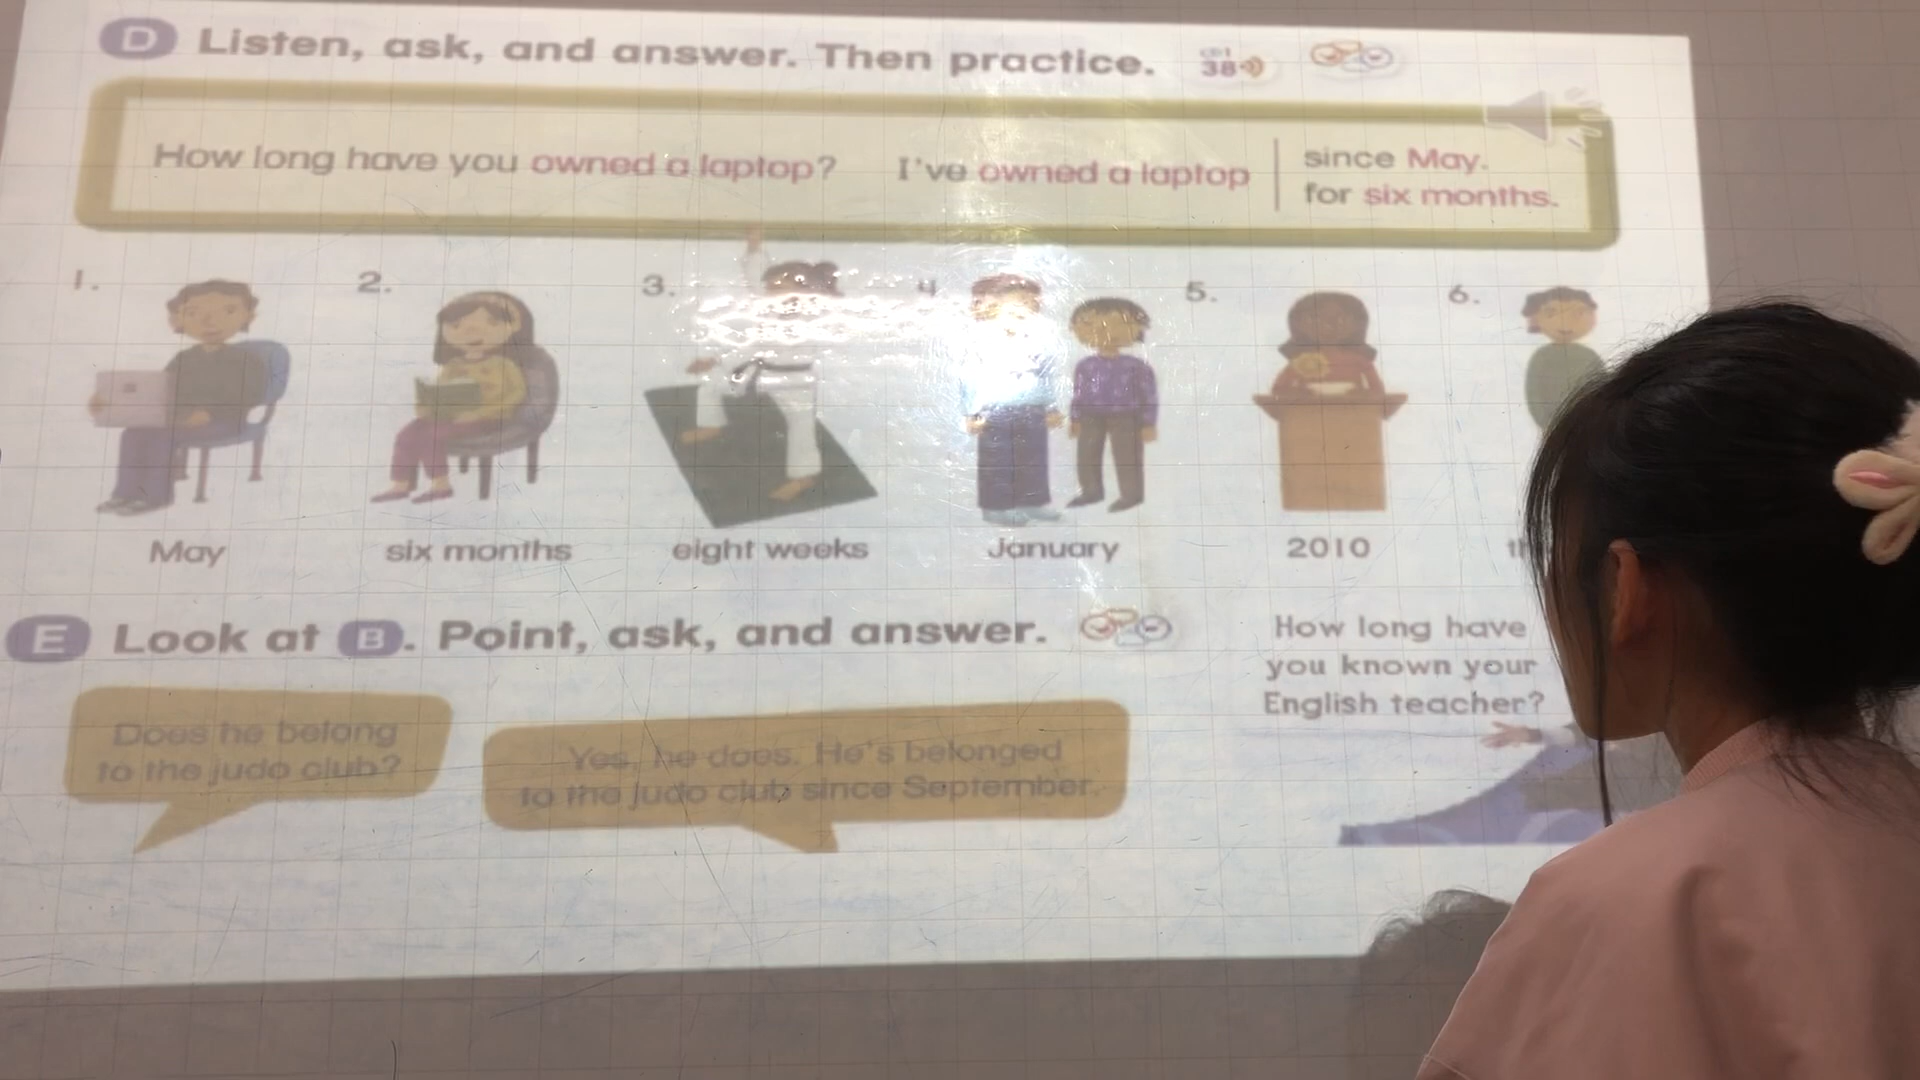 D Listen, ask, and answer. Then practice. CD1 38
How long have you owned a laptop? I've owned a laptop since May.
for six months.
1. 2. 3. 4. 5. 6.
May six months eight weeks January 2010
E Look at B. Point, ask, and answer.
How long have
you known your
English teacher?
Does he belong
to the judo club?
Yes, he does. He's belonged
to the judo club since September.